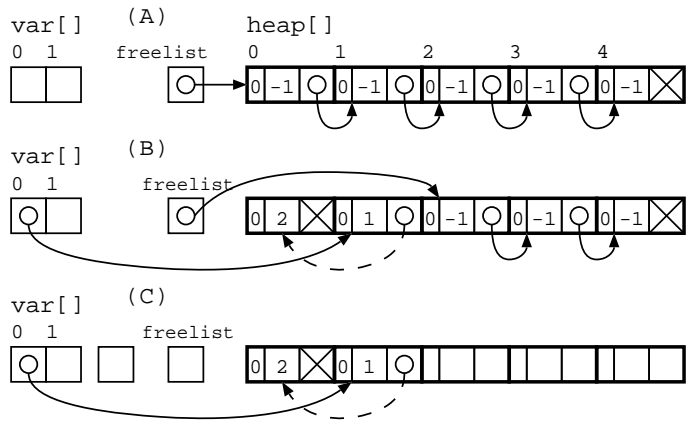 (A)
var[] heap[]
0 1 freelist 0 1 2 3 4
0 -1 0 -1 0 -1 0 -1 0 -1
(B)
var[]
0 1 freelist
0 2 0 1 0 -1 0 -1 0 -1
(C)
var[]
0 1 freelist
0 2 0 1